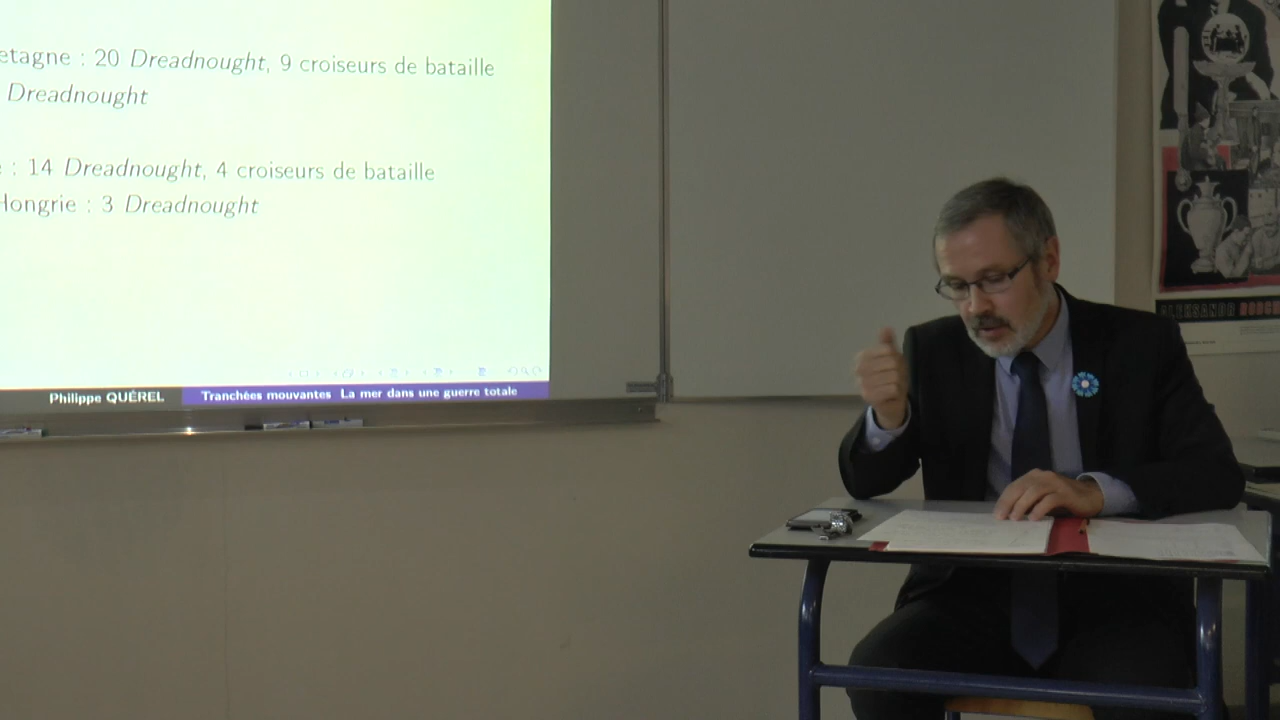 etagne : 20 Dreadnought, 9 croiseurs de bataille
Dreadnought
e : 14 Dreadnought, 4 croiseurs de bataille
Hongrie : 3 Dreadnought
Philippe QUÉREL Tranchées mouvantes La mer dans une guerre totale
ALEKSANDR